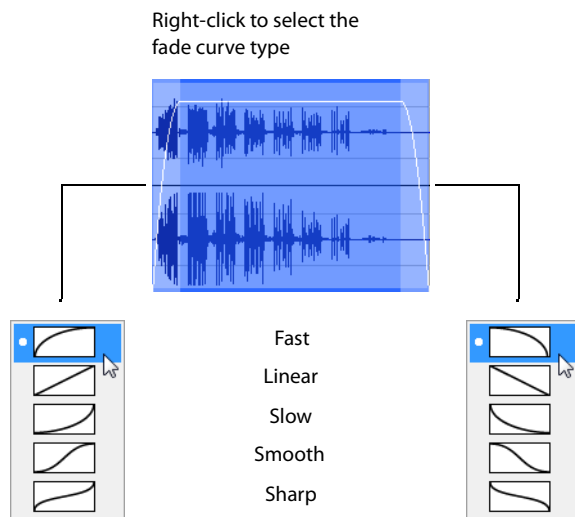 Right-click to select the
fade curve type
Fast
Linear
Slow
Smooth
Sharp